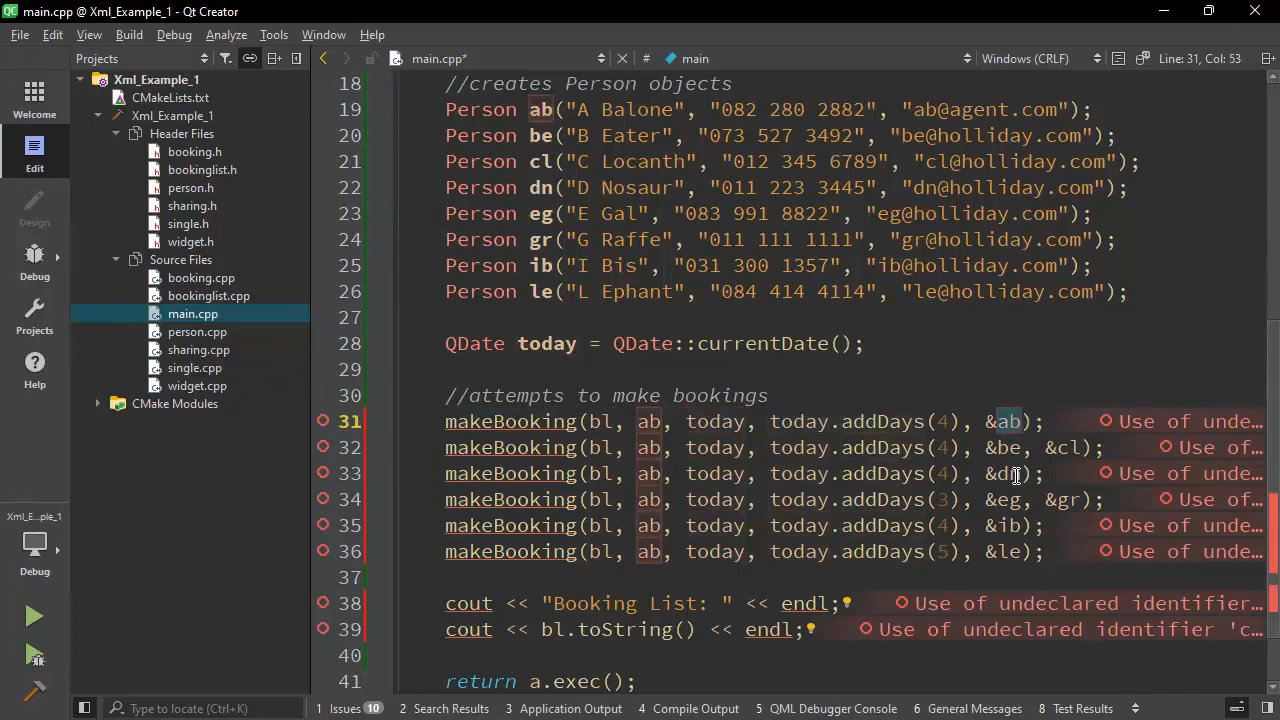 main.cpp @ Xml_Example_1 - Qt Creator
File Edit View Build Debug Analyze Tools Window Help
Projects main.cpp* # main Windows (CRLF) Line: 31, Col: 53
Welcome
Edit
Design
Debug
Projects
Help
Xml_E...ple_1
Debug
Xml_Example_1
CMakeLists.txt
Xml_Example_1
Header Files
booking.h
bookinglist.h
person.h
sharing.h
single.h
widget.h
Source Files
booking.cpp
bookinglist.cpp
main.cpp
person.cpp
sharing.cpp
single.cpp
widget.cpp
CMake Modules
18 //creates Person objects
19 Person ab("A Balone", "082 280 2882", "ab@agent.com");
20 Person be("B Eater", "073 527 3492", "be@holliday.com");
21 Person cl("C Locanth", "012 345 6789", "cl@holliday.com");
22 Person dn("D Nosaur", "011 223 3445", "dn@holliday.com");
23 Person eg("E Gal", "083 991 8822", "eg@holliday.com");
24 Person gr("G Raffe", "011 111 1111", "gr@holliday.com");
25 Person ib("I Bis", "031 300 1357", "ib@holliday.com");
26 Person le("L Ephant", "084 414 4114", "le@holliday.com");
27
28 QDate today = QDate::currentDate();
29
30 //attempts to make bookings
31 makeBooking(bl, ab, today, today.addDays(4), &ab); Use of unde...
32 makeBooking(bl, ab, today, today.addDays(4), &be, &cl); Use of...
33 makeBooking(bl, ab, today, today.addDays(4), &dn); Use of unde...
34 makeBooking(bl, ab, today, today.addDays(3), &eg, &gr); Use of...
35 makeBooking(bl, ab, today, today.addDays(4), &ib); Use of unde...
36 makeBooking(bl, ab, today, today.addDays(5), &le); Use of unde...
37
38 cout << "Booking List: " << endl; Use of undeclared identifier...
39 cout << bl.toString() << endl; Use of undeclared identifier 'c...
40
41 return a.exec();
Type to locate (Ctrl+K) 1 Issues 10 2 Search Results 3 Application Output 4 Compile Output 5 QML Debugger Console 6 General Messages 8 Test Results